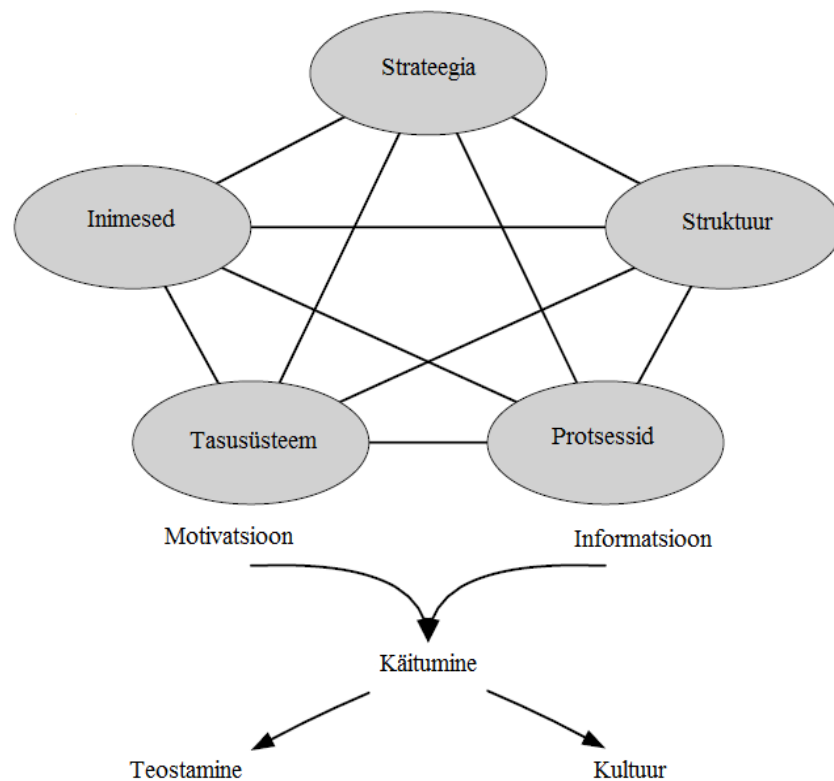 Strateegia
Inimesed
Struktuur
Tasusüsteem
Protsessid
Motivatsioon
Informatsioon
Käitumine
Teostamine
Kultuur